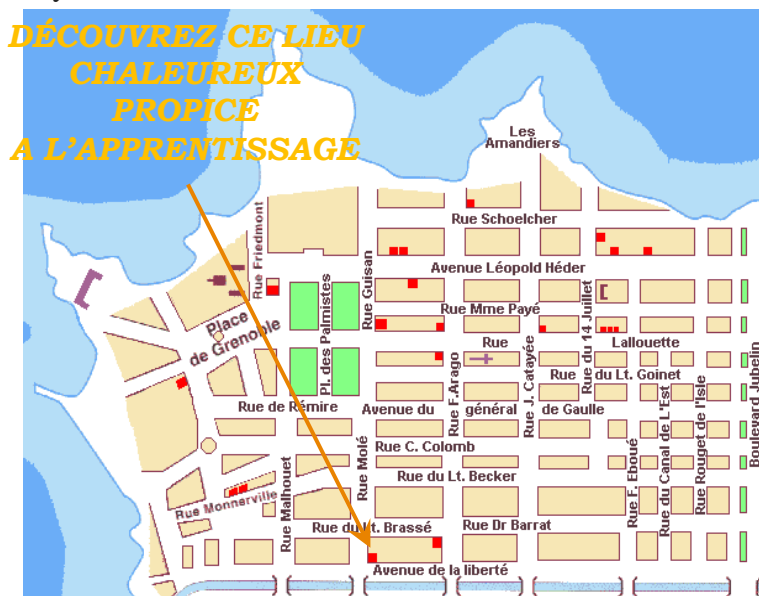 DÉCOUVREZ CE LIEU
CHALEUREUX
PROPICE
A L'APPRENTISSAGE
Les
Amandiers
Rue Schoelcher
Rue Friedmont
Rue Guisan
Avenue Léopold Héder
Rue Mme Payé
Place
de Grenoble
Pl. des Palmistes
Rue
Lallouette
Rue du 14 Juillet
Rue du Lt. Goinet
Rue de Rémire
Avenue du général de Gaulle
Rue F.Arago
Rue J. Catayée
Boulevard Jubelin
Rue C. Colomb
Rue Molé
Rue du Lt. Becker
Rue F. Eboué
Rue du Canal de L'Est
Rue Rouget de l'Isle
Rue Monnerville
Rue Malhouet
Rue du Lt. Brassé
Rue Dr Barrat
Avenue de la liberté